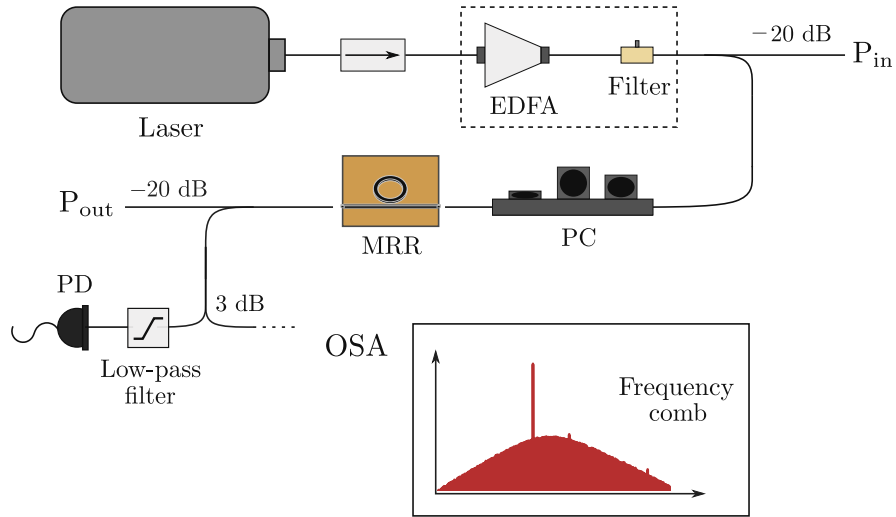 −20 dB
P_in
Laser
EDFA
Filter
P_out
−20 dB
MRR
PC
PD
3 dB
Low-pass
filter
OSA
Frequency
comb